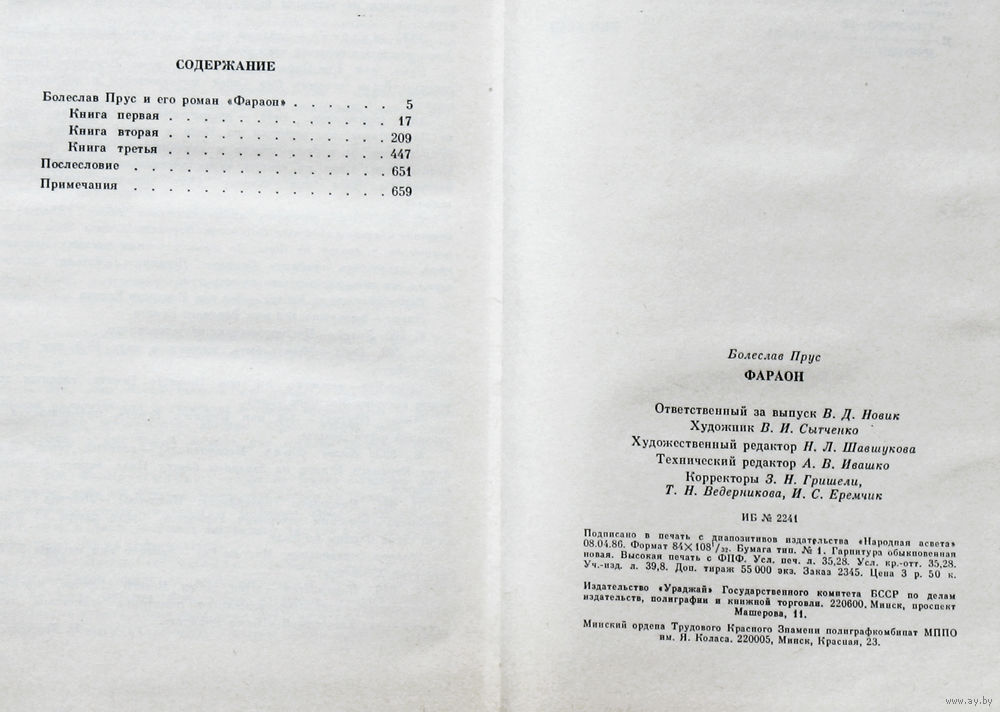 СОДЕРЖАНИЕ
Болеслав Прус и его роман «Фараон» . . . . . . 5
Книга первая . . . . . . . . . . . . . 17
Книга вторая . . . . . . . . . . . . . 209
Книга третья . . . . . . . . . . . . . 447
Послесловие . . . . . . . . . . . . . . . 651
Примечания . . . . . . . . . . . . . . . 659
Болеслав Прус
ФАРАОН
Ответственный за выпуск В. Д. Новик
Художник В. И. Сытченко
Художественный редактор Н. Л. Шавшукова
Технический редактор А. В. Ивашко
Корректоры З. Н. Гришели,
Т. Н. Ведерникова, И. С. Еремчик
ИБ № 2241
Подписано в печать с диапозитивов издательства «Народная асвета»
08.04.86. Формат 84×108¹/₃₂. Бумага тип. № 1. Гарнитура обыкновенная
новая. Высокая печать с ФПФ. Усл. печ. л. 35,28. Усл. кр.-отт. 35,28.
Уч.-изд. л. 39,8. Доп. тираж 55 000 экз. Заказ 2345. Цена 3 р. 50 к.
Издательство «Ураджай» Государственного комитета БССР по делам
издательств, полиграфии и книжной торговли. 220600. Минск, проспект
Машерова, 11.
Минский ордена Трудового Красного Знамени полиграфкомбинат МППО
им. Я. Коласа. 220005, Минск, Красная, 23.
www.ay.by